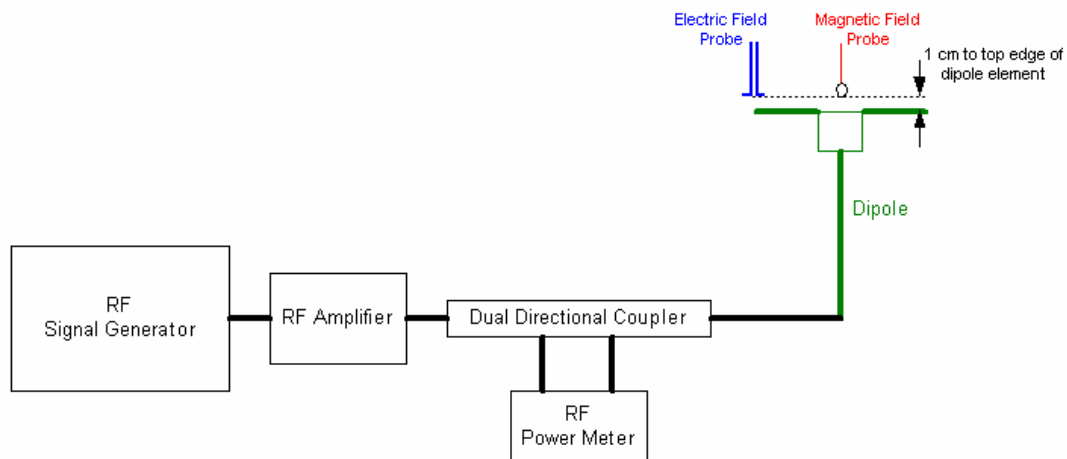 Electric Field
Probe
Magnetic Field
Probe
1 cm to top edge of
dipole element
Dipole
RF
Signal Generator
RF Amplifier
Dual Directional Coupler
RF
Power Meter